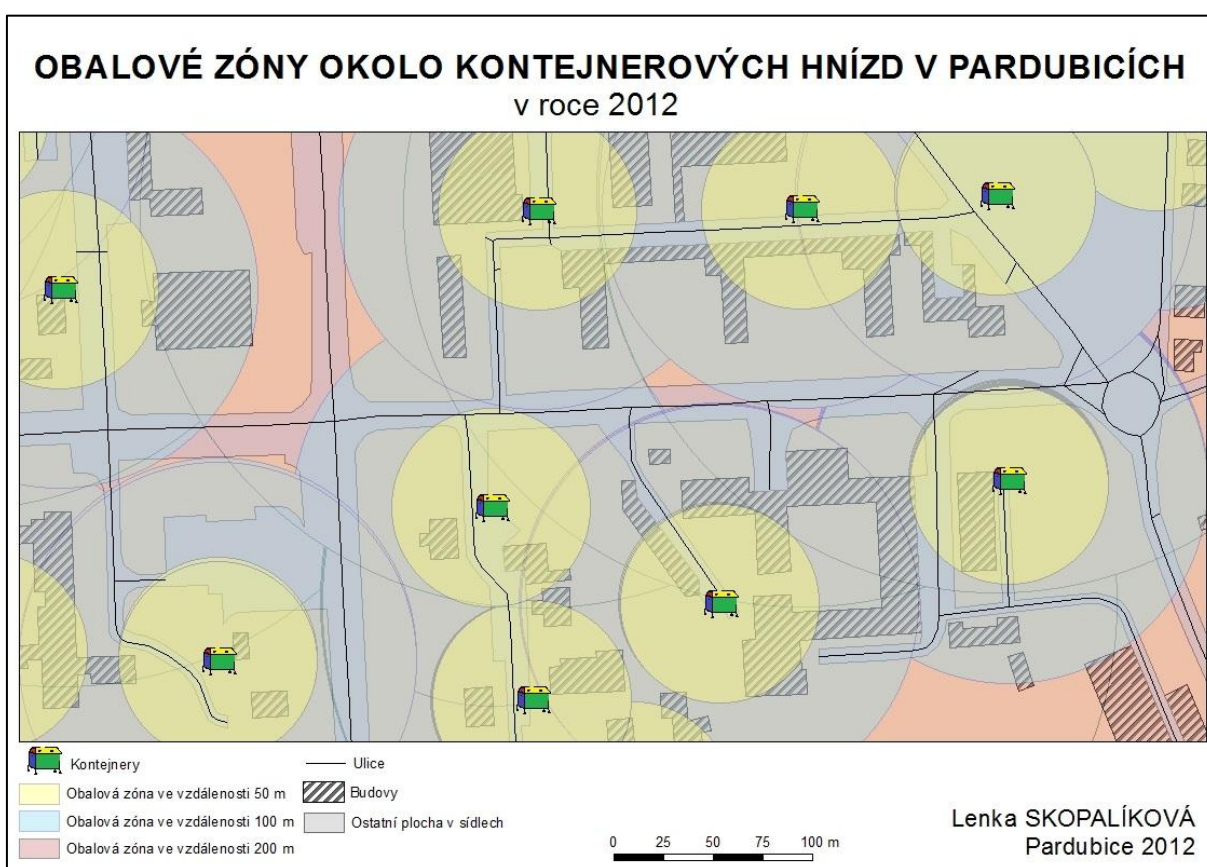 OBALOVÉ ZÓNY OKOLO KONTEJNEROVÝCH HNÍZD V PARDUBICÍCH
v roce 2012
Kontejnery
Obalová zóna ve vzdálenosti 50 m
Obalová zóna ve vzdálenosti 100 m
Obalová zóna ve vzdálenosti 200 m
Ulice
Budovy
Ostatní plocha v sídlech
0 25 50 75 100 m
Lenka SKOPALÍKOVÁ
Pardubice 2012